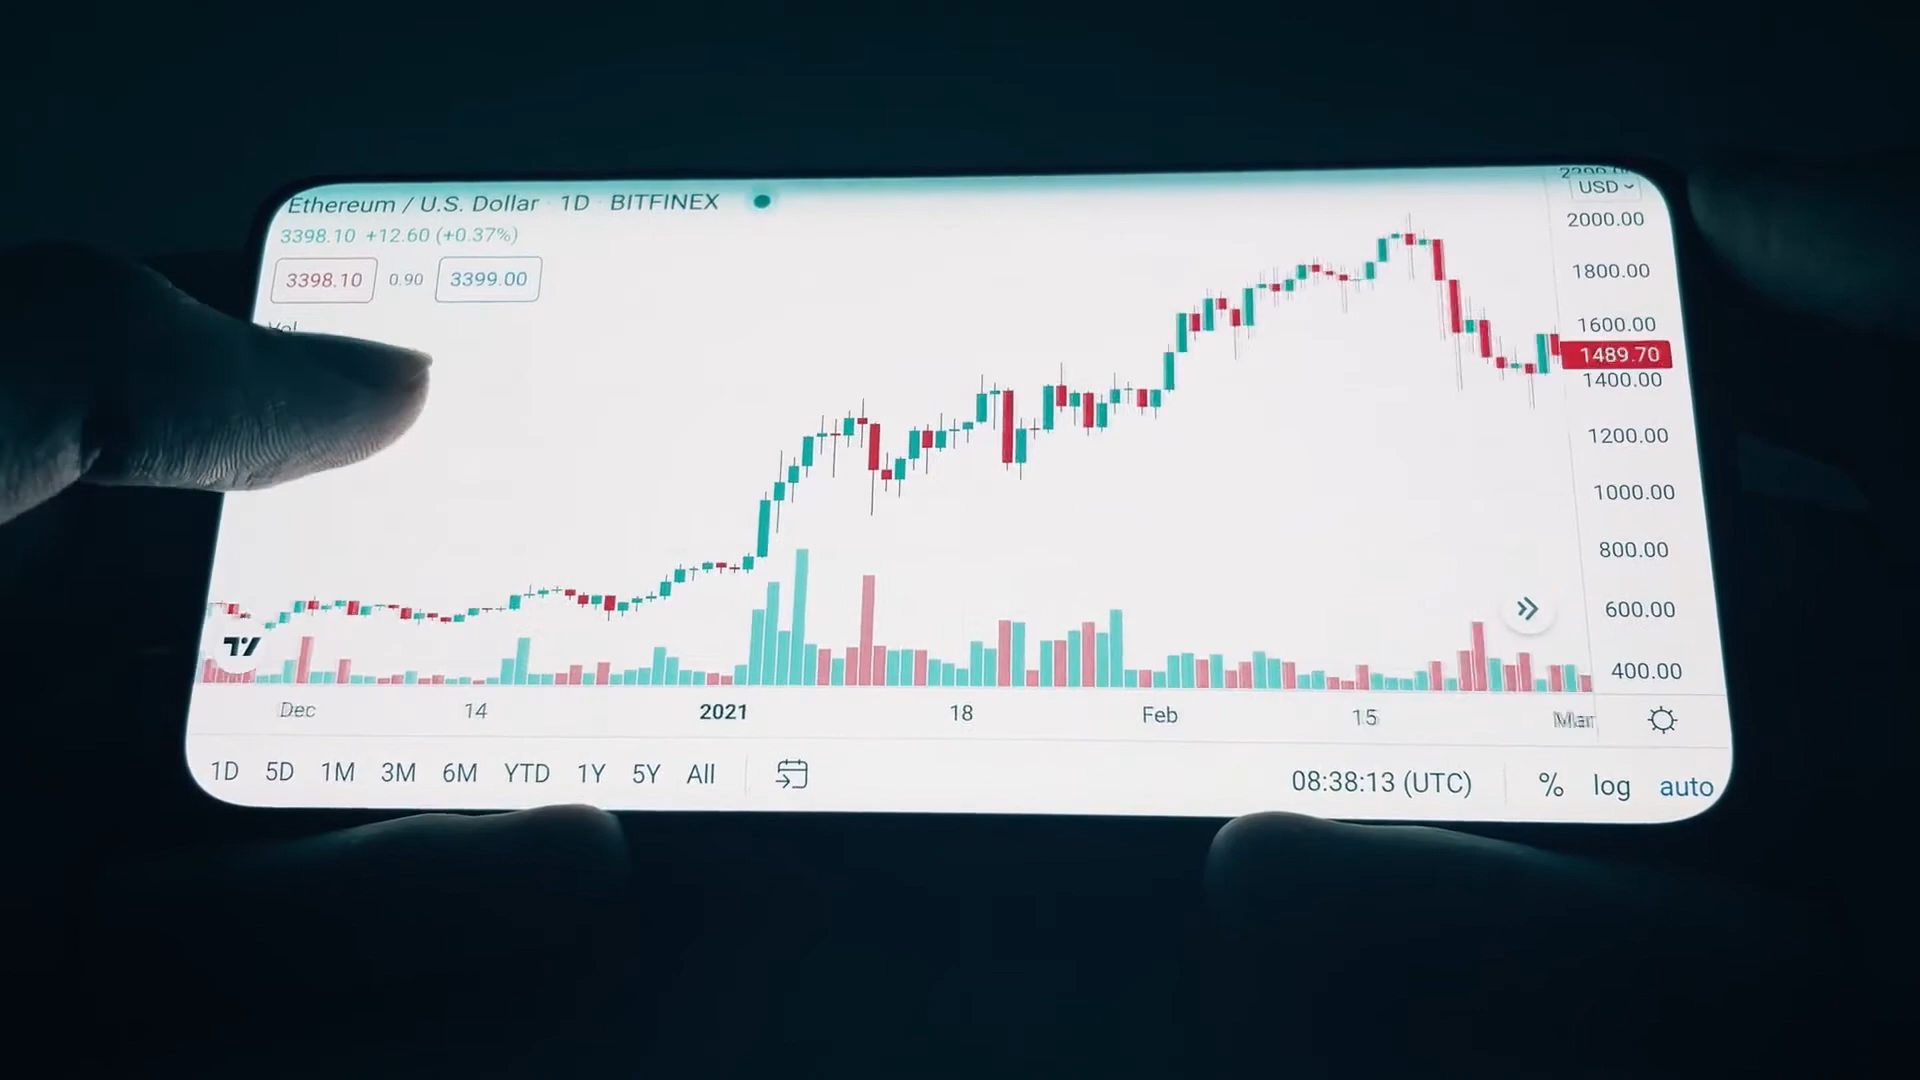 Ethereum / U.S. Dollar 1D BITFINEX
3398.10 +12.60 (+0.37%)
3398.10 0.90 3399.00
Vol
USD
2000.00
1800.00
1600.00
1489.70
1400.00
1200.00
1000.00
800.00
600.00
400.00
Dec 14 2021 18 Feb 15 Mar
1D 5D 1M 3M 6M YTD 1Y 5Y All
08:38:13 (UTC) % log auto